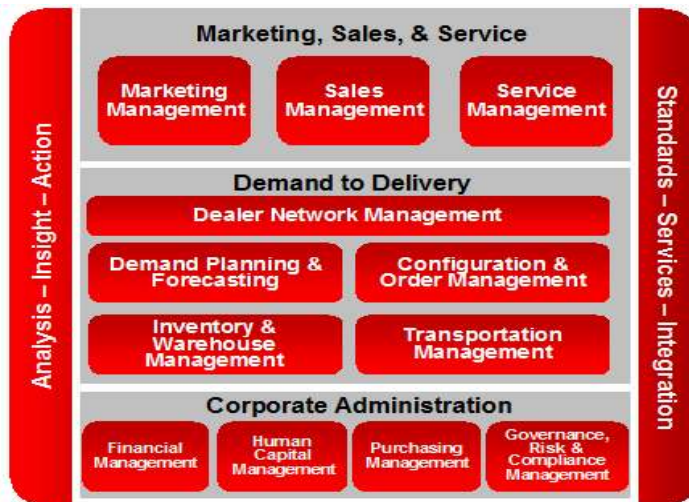 Analysis – Insight – Action
Marketing, Sales, & Service
Marketing
Management
Sales
Management
Service
Management
Demand to Delivery
Dealer Network Management
Demand Planning &
Forecasting
Configuration &
Order Management
Inventory &
Warehouse
Management
Transportation
Management
Corporate Administration
Financial
Management
Human
Capital
Management
Purchasing
Management
Governance,
Risk &
Compliance
Management
Standards – Services – Integration